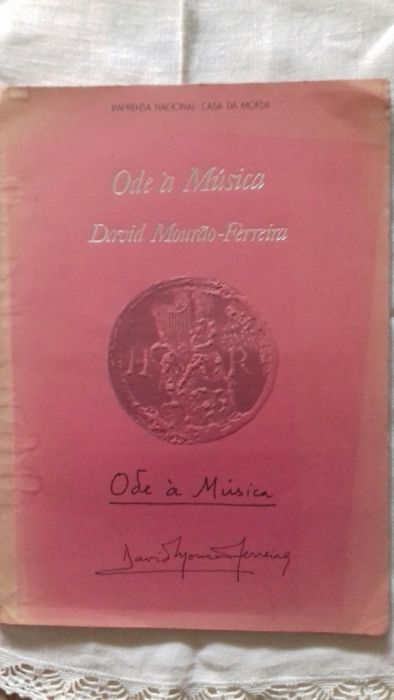 IMPRENSA NACIONAL-CASA DA MOEDA
Ode à Música
David Mourão-Ferreira
H R
Ode à Música
David Mourão-Ferreira